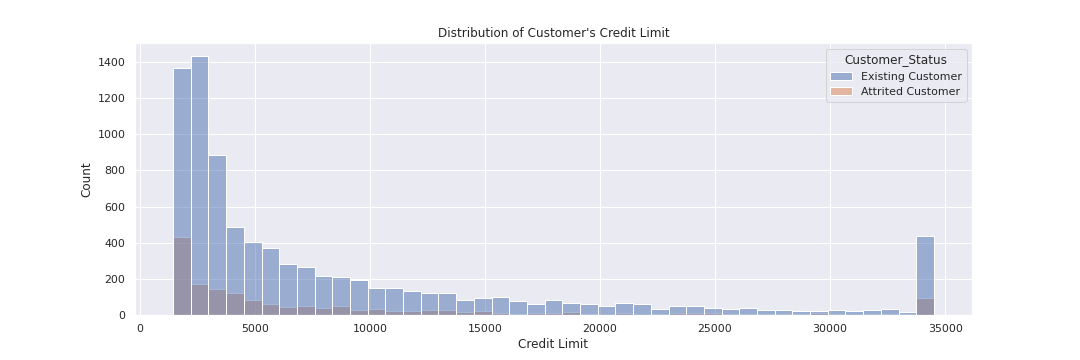 Distribution of Customer's Credit Limit
Customer_Status
Existing Customer
Attrited Customer
Count
1400
1200
1000
800
600
400
200
0
0 5000 10000 15000 20000 25000 30000 35000
Credit Limit